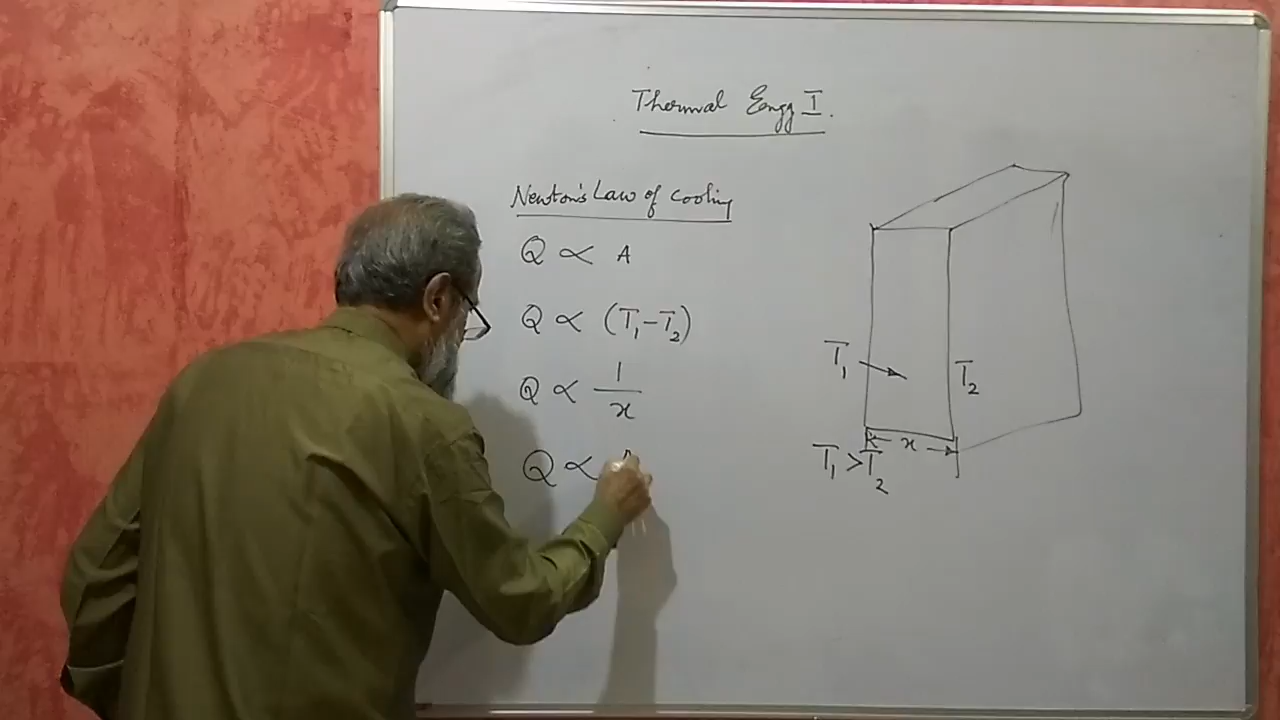 Thermal Engg I.
Newton's Law of Cooling
Q ∝ A
Q ∝ (T₁-T₂)
Q ∝ 1/x
Q ∝
T₁
T₂
x
T₁ > T₂